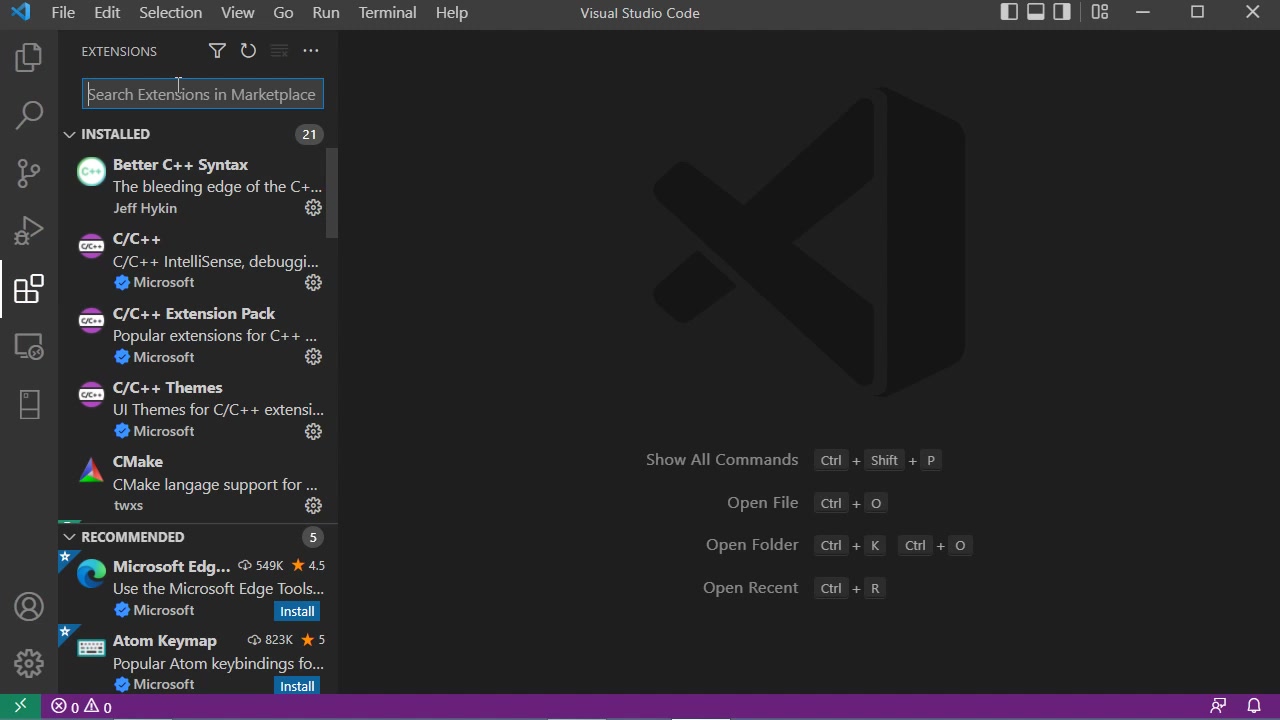 File Edit Selection View Go Run Terminal Help
Visual Studio Code
EXTENSIONS
Search Extensions in Marketplace
INSTALLED 21
Better C++ Syntax
The bleeding edge of the C+...
Jeff Hykin
C/C++
C/C++ IntelliSense, debuggi...
Microsoft
C/C++ Extension Pack
Popular extensions for C++ ...
Microsoft
C/C++ Themes
UI Themes for C/C++ extensi...
Microsoft
CMake
CMake langage support for ...
twxs
RECOMMENDED 5
Microsoft Edg... 549K 4.5
Use the Microsoft Edge Tools...
Microsoft Install
Atom Keymap 823K 5
Popular Atom keybindings fo...
Microsoft Install
Show All Commands Ctrl + Shift + P
Open File Ctrl + O
Open Folder Ctrl + K Ctrl + O
Open Recent Ctrl + R
0 0